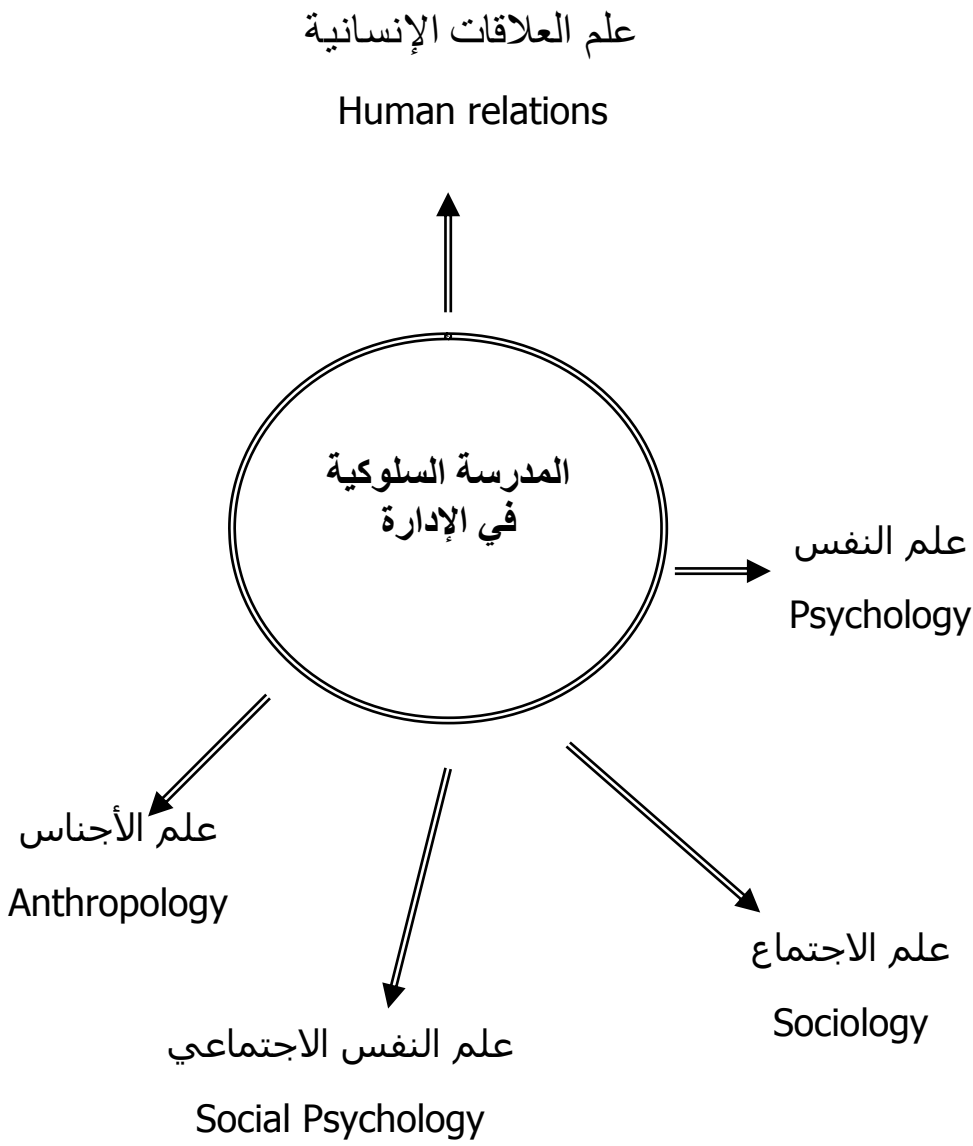 علم العلاقات الإنسانية
Human relations
المدرسة السلوكية
في الإدارة
علم النفس
Psychology
علم الأجناس
Anthropology
علم الاجتماع
Sociology
علم النفس الاجتماعي
Social Psychology